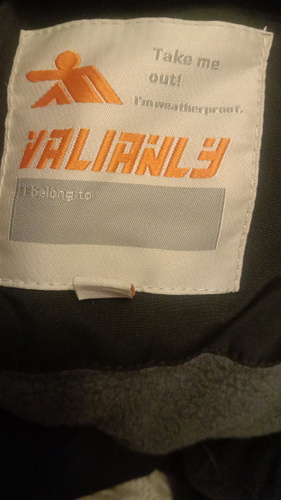 Take me
out!
I'm weatherproof.
VALIANLY
I belong to